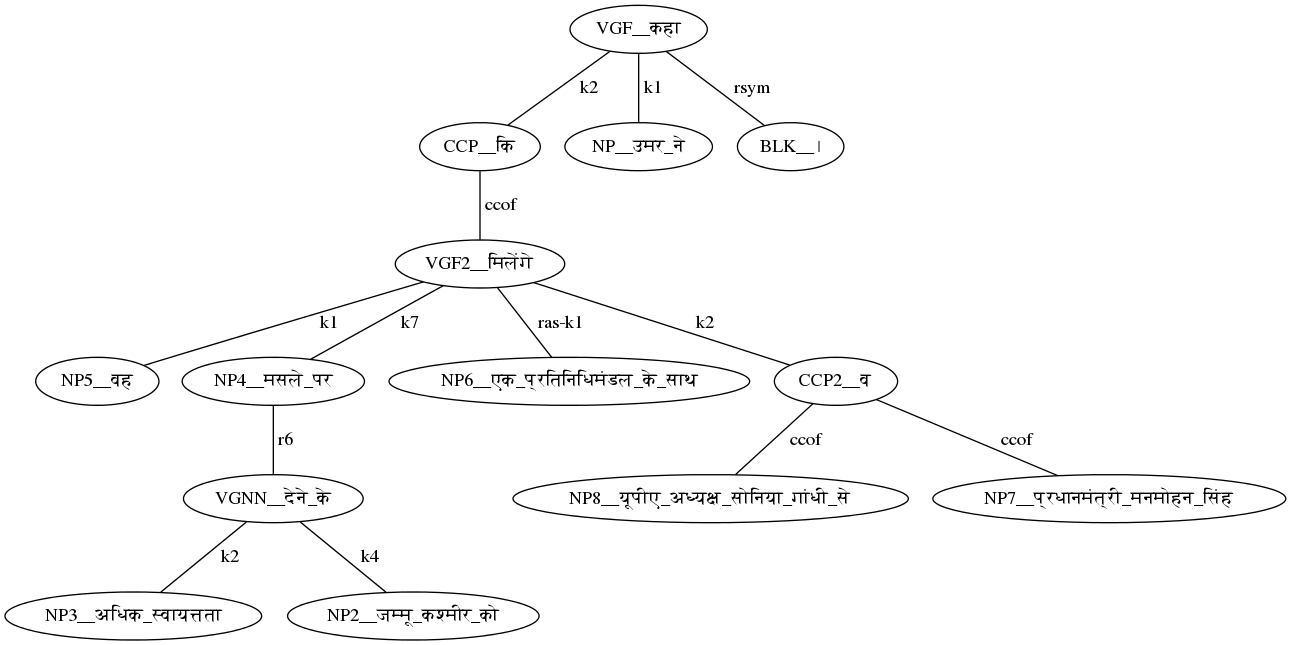 VGF__कहा
k2 k1 rsym
CCP__कि NP__उमर_ने BLK__।
ccof
VGF2__मिलेंगे
k1 k7 ras-k1 k2
NP5__वह NP4__मसले_पर NP6__एक_प्रतिनिधिमंडल_के_साथ CCP2__व
r6 ccof ccof
VGNN__देने_के NP8__यूपीए_अध्यक्ष_सोनिया_गांधी_से NP7__प्रधानमंत्री_मनमोहन_सिंह
k2 k4
NP3__अधिक_स्वायत्तता NP2__जम्मू_कश्मीर_को